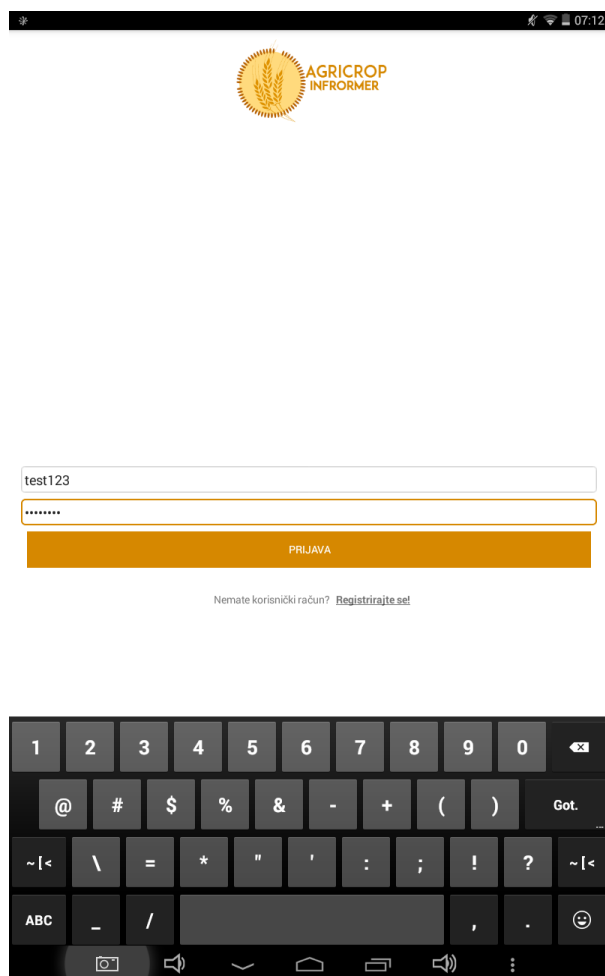 07:12
AGRICROP
INFRORMER
test123
••••••••
PRIJAVA
Nemate korisnički račun? Registrirajte se!
1 2 3 4 5 6 7 8 9 0
@ # $ % & - + ( ) Got.
~[< \ = * " ' : ; ! ? ~[<
ABC _ / , .